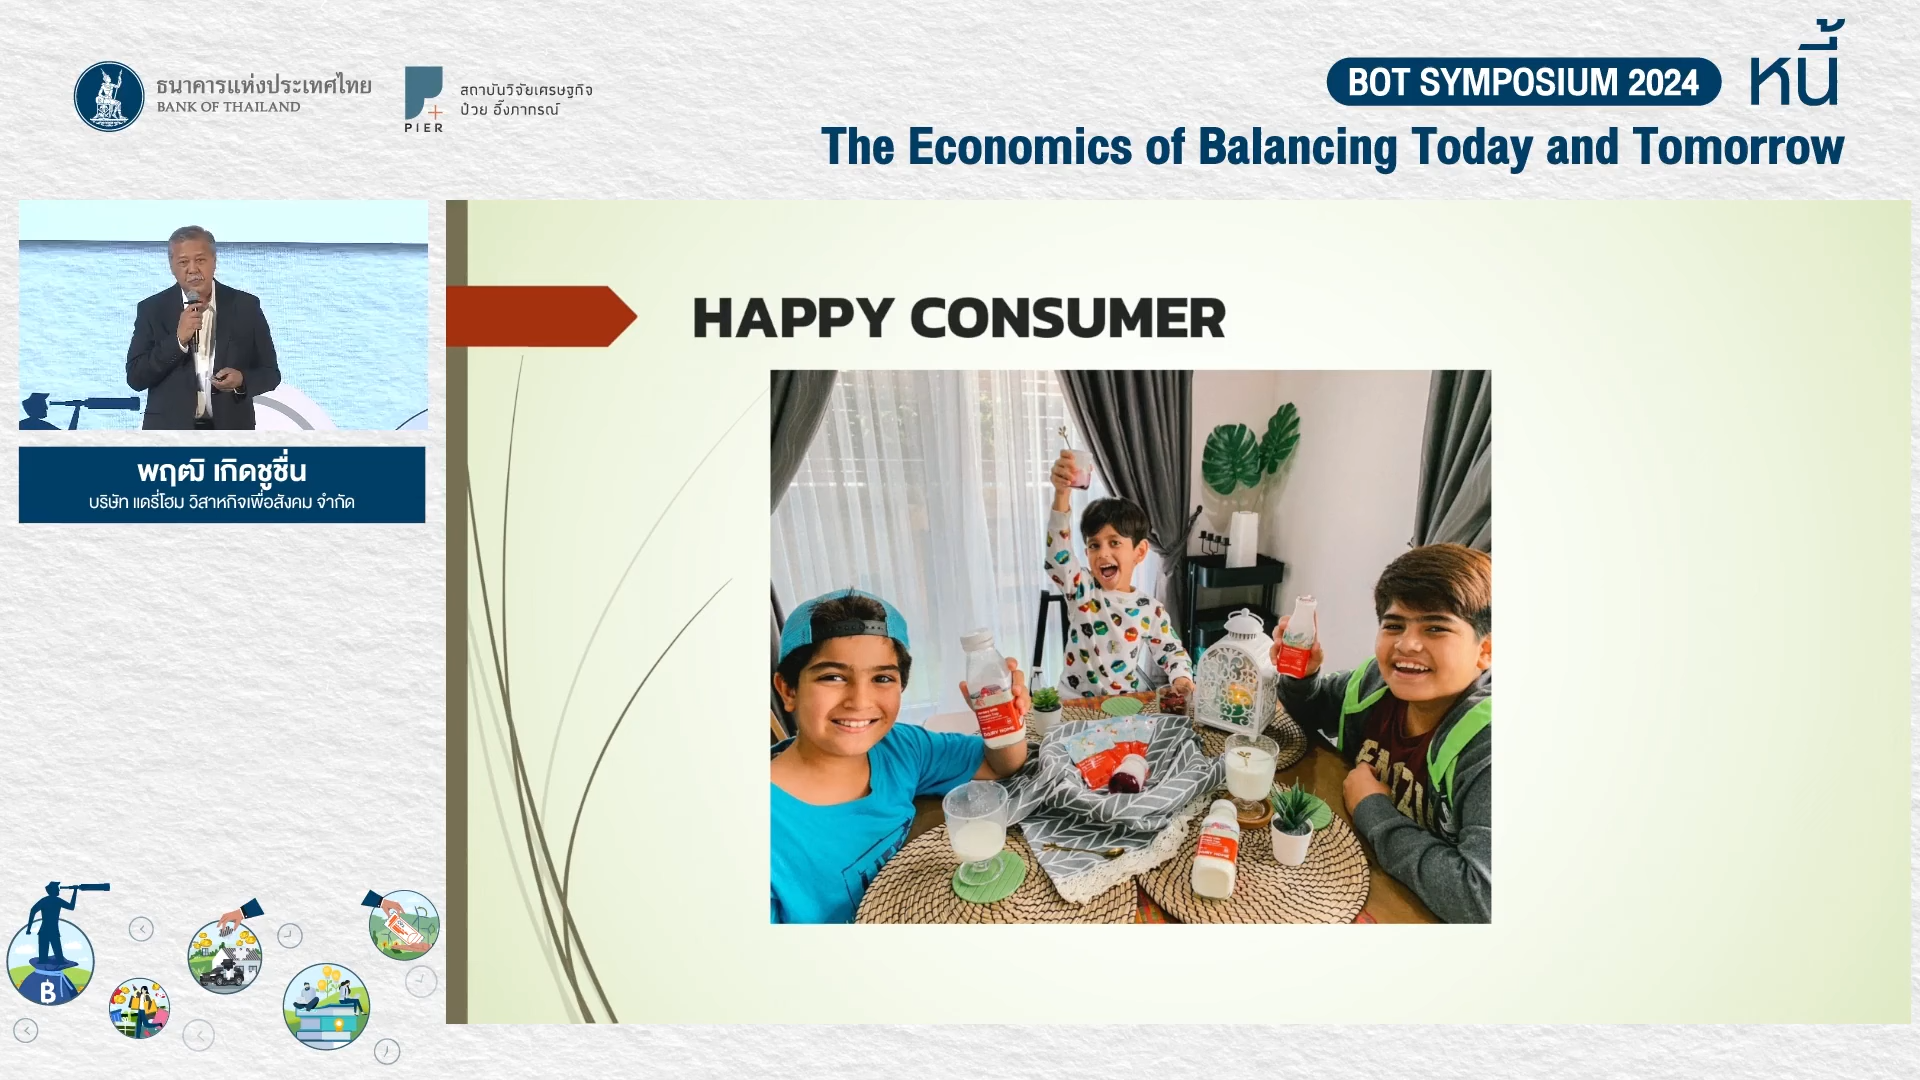 ธนาคารแห่งประเทศไทย
BANK OF THAILAND
PIER
สถาบันวิจัยเศรษฐกิจ
ป๋วย อึ๊งภากรณ์
BOT SYMPOSIUM 2024
หนี้
The Economics of Balancing Today and Tomorrow
พฤฒิ เกิดชูชื่น
บริษัท แดรี่โฮม วิสาหกิจเพื่อสังคม จำกัด
HAPPY CONSUMER
DAIRY HOME
฿